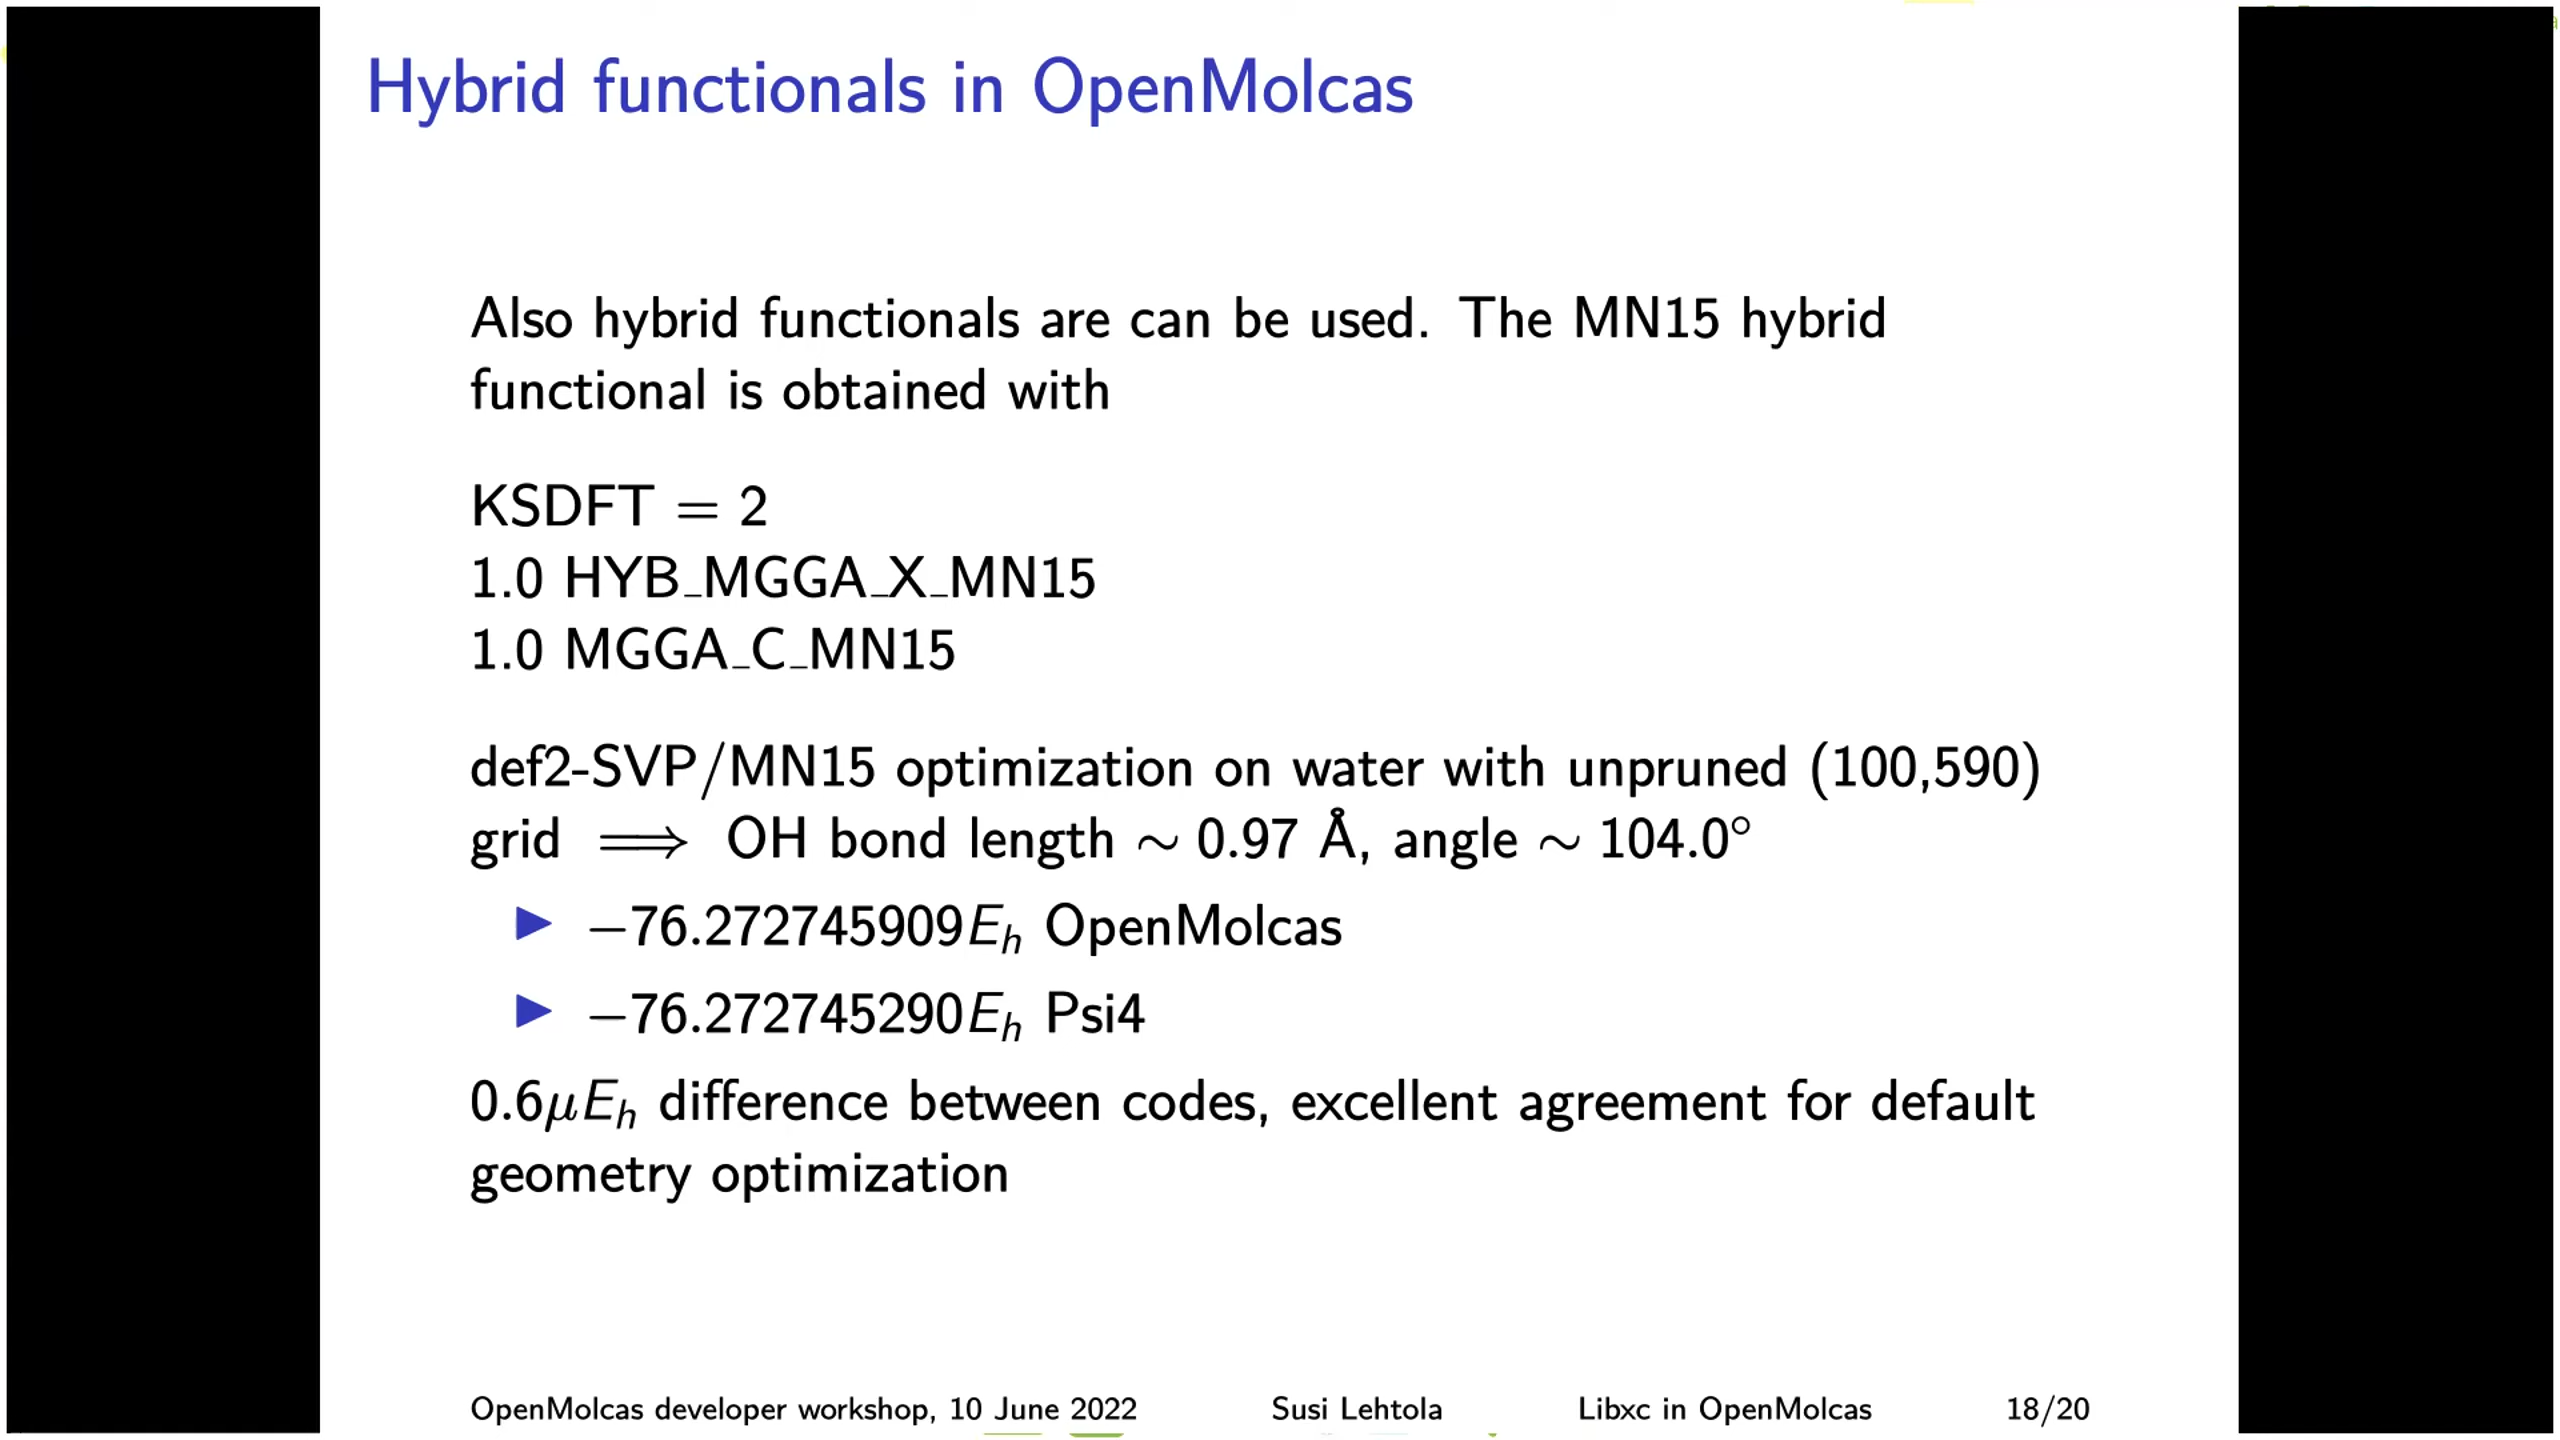 Hybrid functionals in OpenMolcas
Also hybrid functionals are can be used. The MN15 hybrid
functional is obtained with
KSDFT = 2
1.0 HYB_MGGA_X_MN15
1.0 MGGA_C_MN15
def2-SVP/MN15 optimization on water with unpruned (100,590)
grid ⟹ OH bond length ∼ 0.97 Å, angle ∼ 104.0°
▶ −76.272745909Eh OpenMolcas
▶ −76.272745290Eh Psi4
0.6μEh difference between codes, excellent agreement for default
geometry optimization
OpenMolcas developer workshop, 10 June 2022 Susi Lehtola Libxc in OpenMolcas 18/20